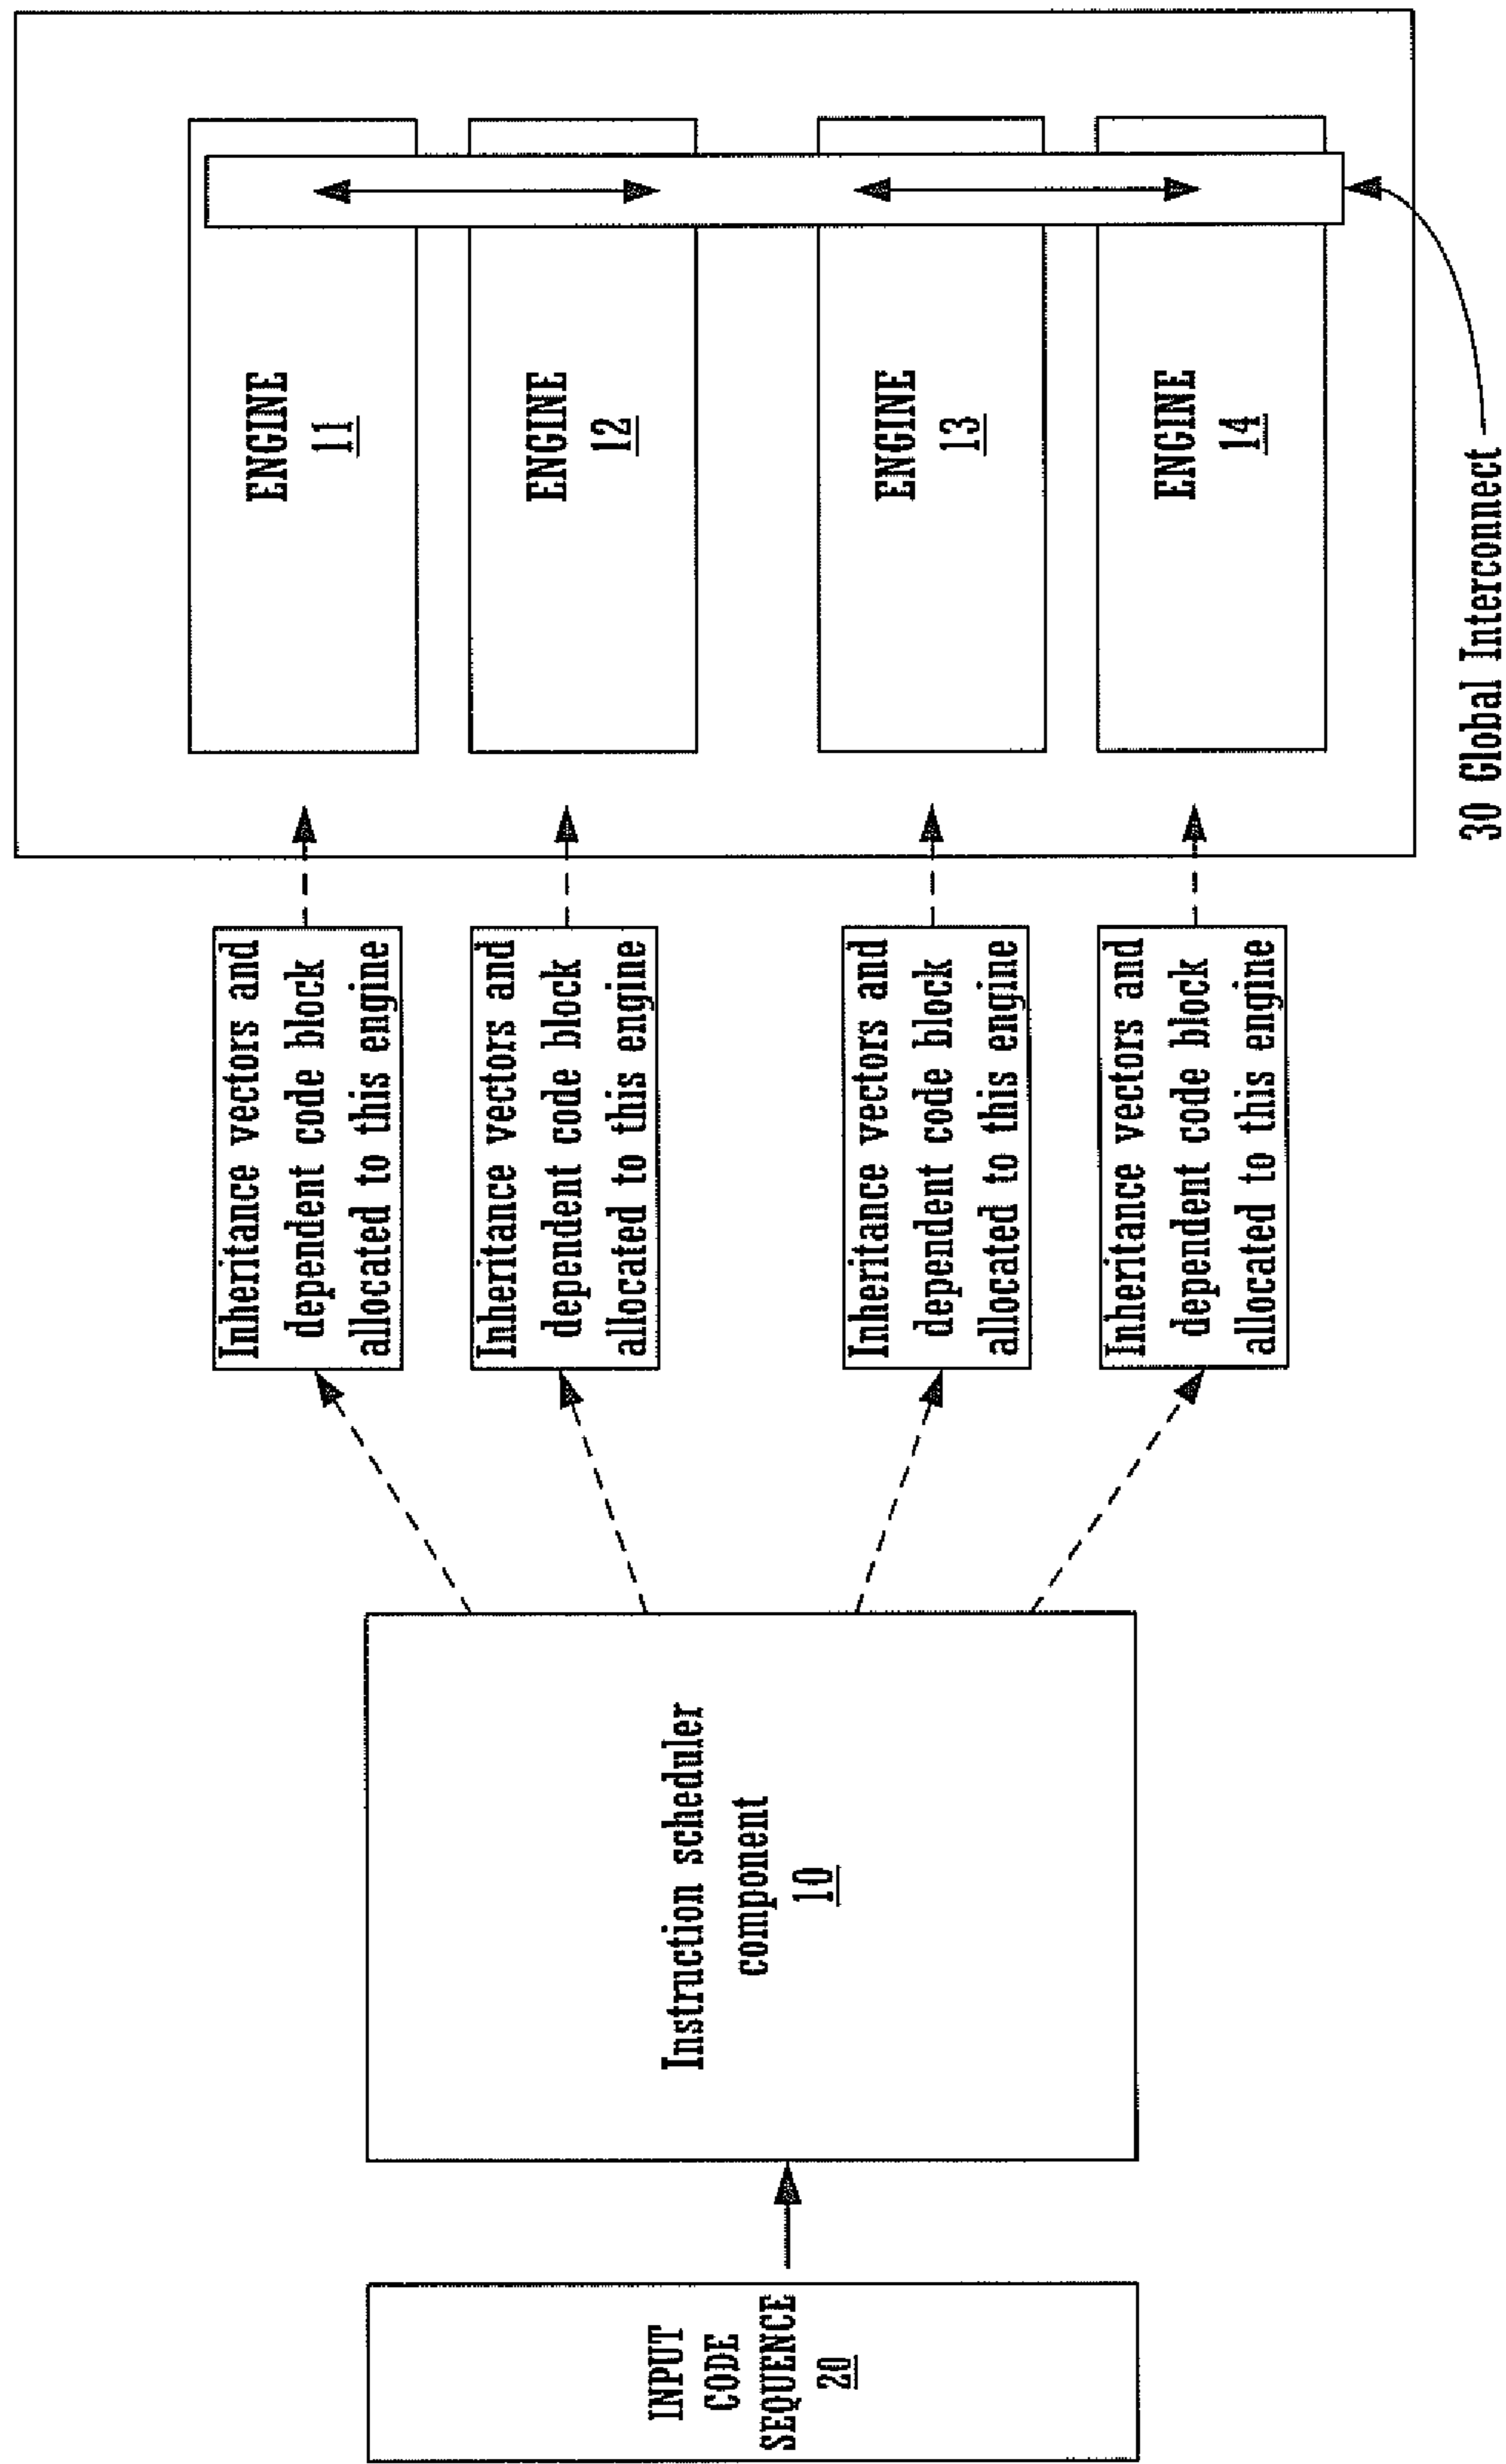 INPUT
CODE
SEQUENCE
20
Instruction scheduler
component
10
Inheritance vectors and
dependent code block
allocated to this engine
Inheritance vectors and
dependent code block
allocated to this engine
Inheritance vectors and
dependent code block
allocated to this engine
Inheritance vectors and
dependent code block
allocated to this engine
ENGINE
11
ENGINE
12
ENGINE
13
ENGINE
14
30 Global Interconnect